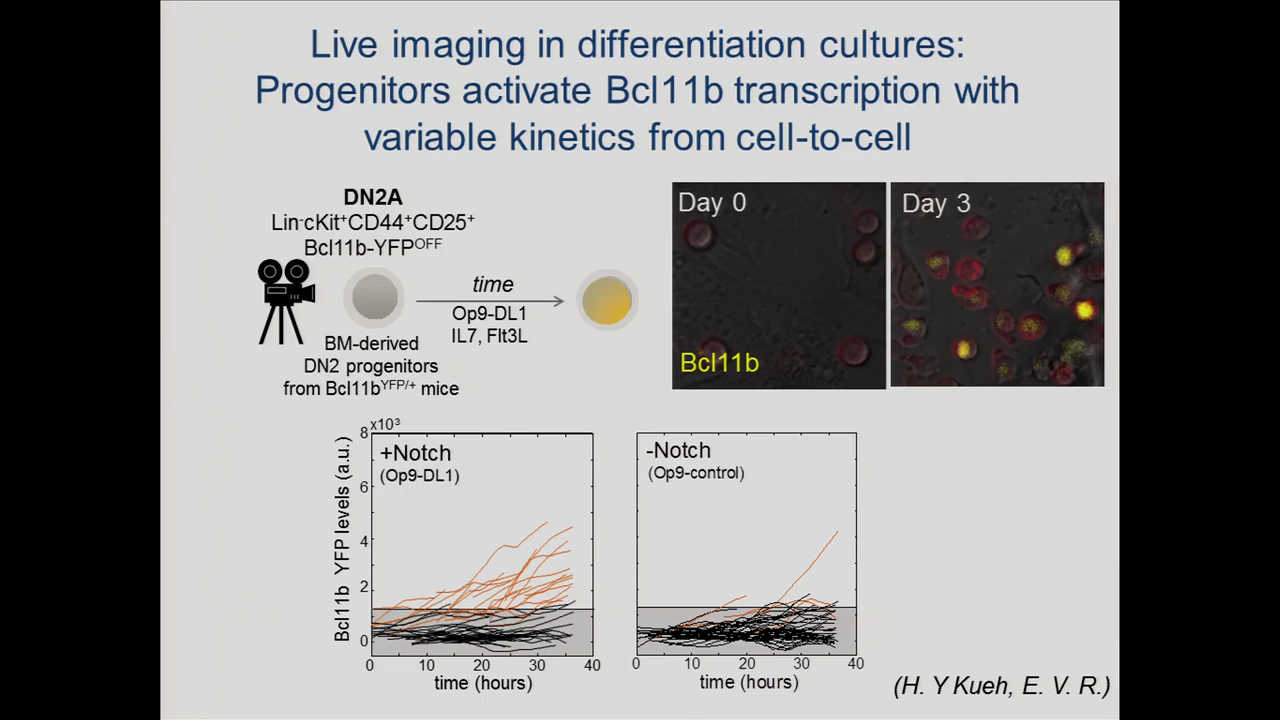 Live imaging in differentiation cultures:
Progenitors activate Bcl11b transcription with
variable kinetics from cell-to-cell
DN2A
Lin-cKit+CD44+CD25+
Bcl11b-YFPOFF
time
Op9-DL1
IL7, Flt3L
BM-derived
DN2 progenitors
from Bcl11bYFP/+ mice
Day 0
Bcl11b
Day 3
x10³
Bcl11b YFP levels (a.u.)
8
6
4
2
0
+Notch
(Op9-DL1)
0 10 20 30 40
time (hours)
-Notch
(Op9-control)
0 10 20 30 40
time (hours)
(H. Y Kueh, E. V. R.)